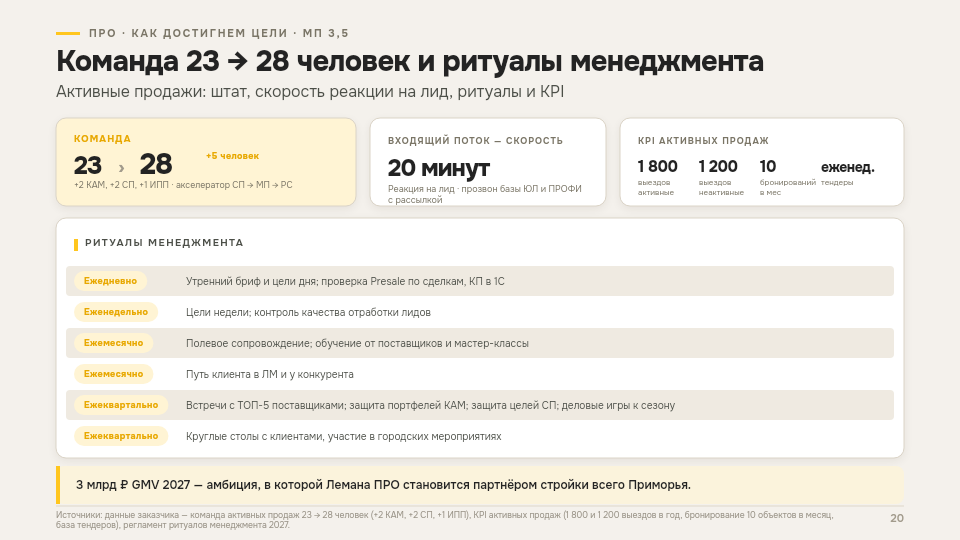 ПРО · КАК ДОСТИГНЕМ ЦЕЛИ · МП 3,5
Команда 23 → 28 человек и ритуалы менеджмента
Активные продажи: штат, скорость реакции на лид, ритуалы и KPI
КОМАНДА
23 › 28 +5 человек
+2 КАМ, +2 СП, +1 ИПП · акселератор СП → МП → РС
ВХОДЯЩИЙ ПОТОК — СКОРОСТЬ
20 минут
Реакция на лид · прозвон базы ЮЛ и ПРОФИ
с рассылкой
KPI АКТИВНЫХ ПРОДАЖ
1 800 1 200 10 еженед.
выездов выездов бронирований тендеры
активные неактивные в мес
РИТУАЛЫ МЕНЕДЖМЕНТА
Ежедневно Утренний бриф и цели дня; проверка Presale по сделкам, КП в 1С
Еженедельно Цели недели; контроль качества отработки лидов
Ежемесячно Полевое сопровождение; обучение от поставщиков и мастер-классы
Ежемесячно Путь клиента в ЛМ и у конкурента
Ежеквартально Встречи с ТОП-5 поставщиками; защита портфелей КАМ; защита целей СП; деловые игры к сезону
Ежеквартально Круглые столы с клиентами, участие в городских мероприятиях
3 млрд ₽ GMV 2027 — амбиция, в которой Лемана ПРО становится партнёром стройки всего Приморья.
Источники: данные заказчика — команда активных продаж 23 → 28 человек (+2 КАМ, +2 СП, +1 ИПП), KPI активных продаж (1 800 и 1 200 выездов в год, бронирование 10 объектов в месяц,
база тендеров), регламент ритуалов менеджмента 2027.
20